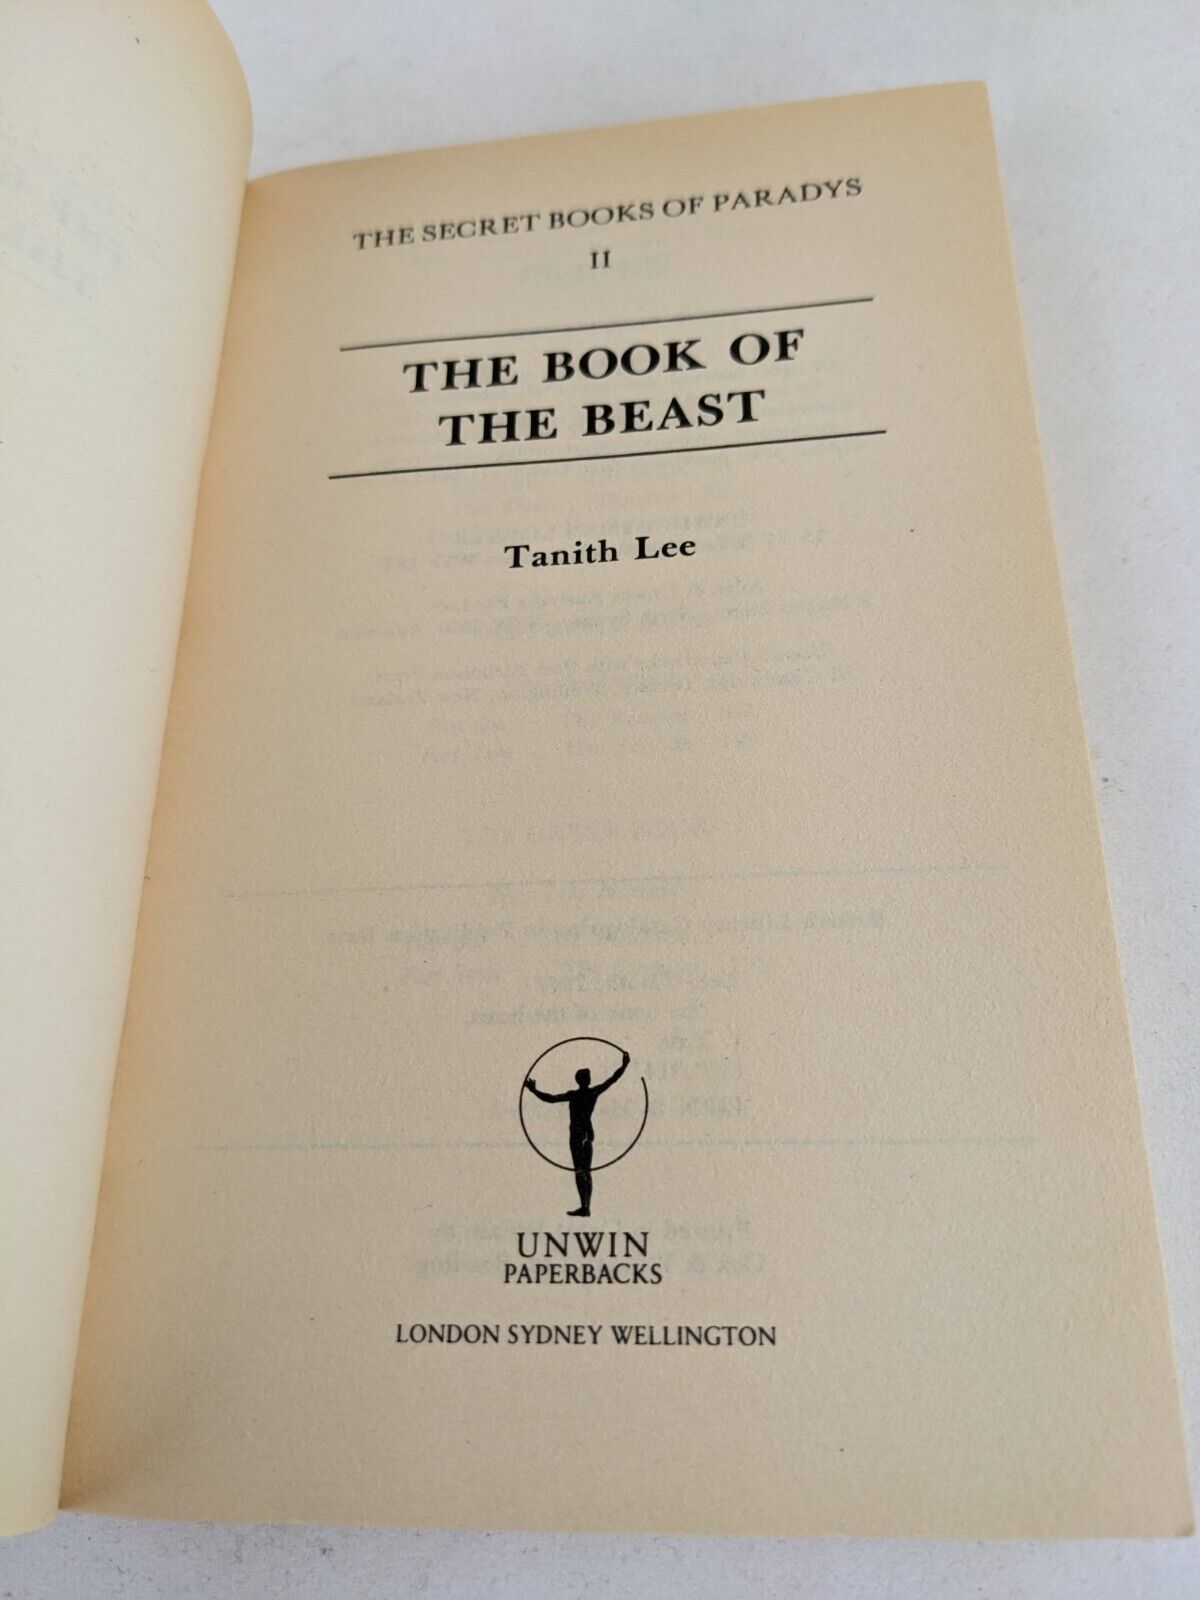 THE SECRET BOOKS OF PARADYS
II
THE BOOK OF
THE BEAST
Tanith Lee
UNWIN
PAPERBACKS
LONDON SYDNEY WELLINGTON